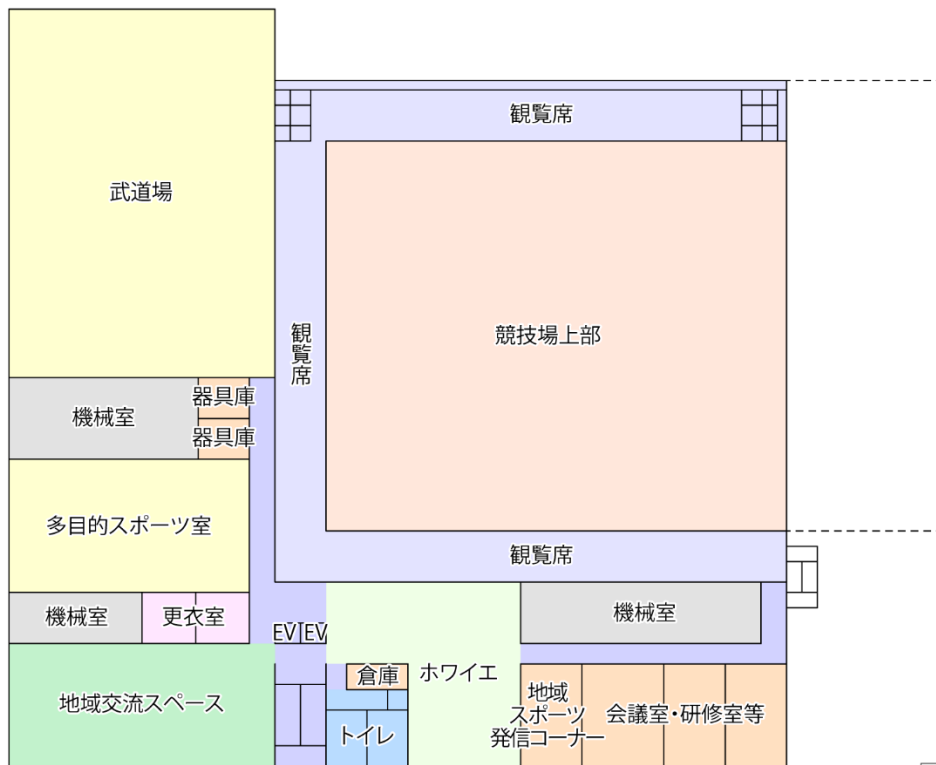 観覧席
武道場
観覧席
競技場上部
器具庫
機械室
器具庫
多目的スポーツ室
観覧席
機械室
更衣室
機械室
EV
EV
倉庫
ホワイエ
地域交流スペース
地域
スポーツ
発信コーナー
会議室・研修室等
トイレ